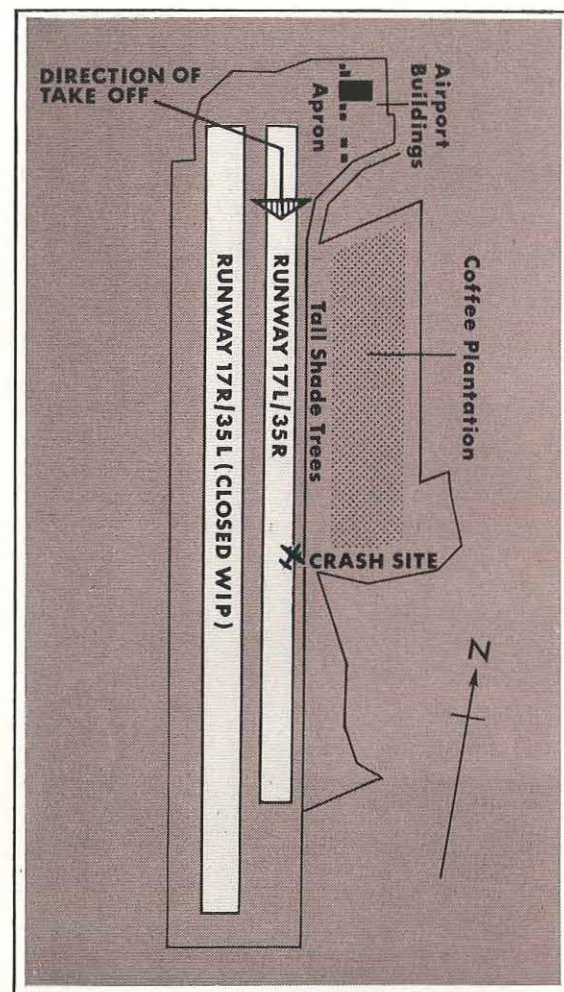 DIRECTION OF
TAKE OFF
Airport
Buildings
Apron
RUNWAY 17R/35L (CLOSED WIP)
RUNWAY 17L/35R
Tall Shade Trees
Coffee Plantation
CRASH SITE
N